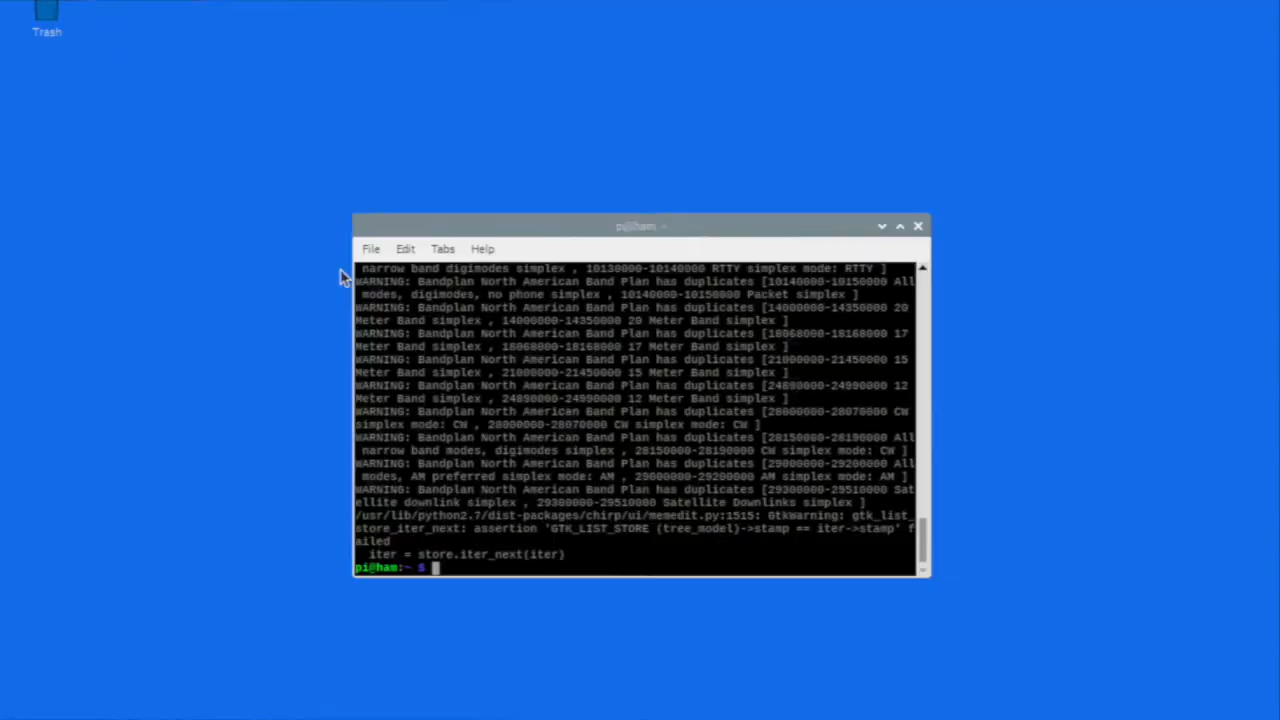 Trash
pi@ham: ~
File Edit Tabs Help
narrow band digimodes simplex , 10130000-10140000 RTTY simplex mode: RTTY ]
WARNING: Bandplan North American Band Plan has duplicates [10140000-10150000 All
modes, digimodes, no phone simplex , 10140000-10150000 Packet simplex ]
WARNING: Bandplan North American Band Plan has duplicates [14000000-14350000 20
Meter Band simplex , 14000000-14350000 20 Meter Band simplex ]
WARNING: Bandplan North American Band Plan has duplicates [18068000-18168000 17
Meter Band simplex , 18068000-18168000 17 Meter Band simplex ]
WARNING: Bandplan North American Band Plan has duplicates [21000000-21450000 15
Meter Band simplex , 21000000-21450000 15 Meter Band simplex ]
WARNING: Bandplan North American Band Plan has duplicates [24890000-24990000 12
Meter Band simplex , 24890000-24990000 12 Meter Band simplex ]
WARNING: Bandplan North American Band Plan has duplicates [28000000-28070000 CW
simplex mode: CW , 28000000-28070000 CW simplex mode: CW ]
WARNING: Bandplan North American Band Plan has duplicates [28150000-28190000 All
narrow band modes, digimodes simplex , 28150000-28190000 CW simplex mode: CW ]
WARNING: Bandplan North American Band Plan has duplicates [29000000-29200000 All
modes, AM preferred simplex mode: AM , 29000000-29200000 AM simplex mode: AM ]
WARNING: Bandplan North American Band Plan has duplicates [29300000-29510000 Sat
ellite downlink simplex , 29300000-29510000 Satellite Downlinks simplex ]
/usr/lib/python2.7/dist-packages/chirp/ui/memedit.py:1515: GtkWarning: gtk_list_
store_iter_next: assertion 'GTK_LIST_STORE (tree_model)->stamp == iter->stamp' f
ailed
iter = store.iter_next(iter)
pi@ham:~ $